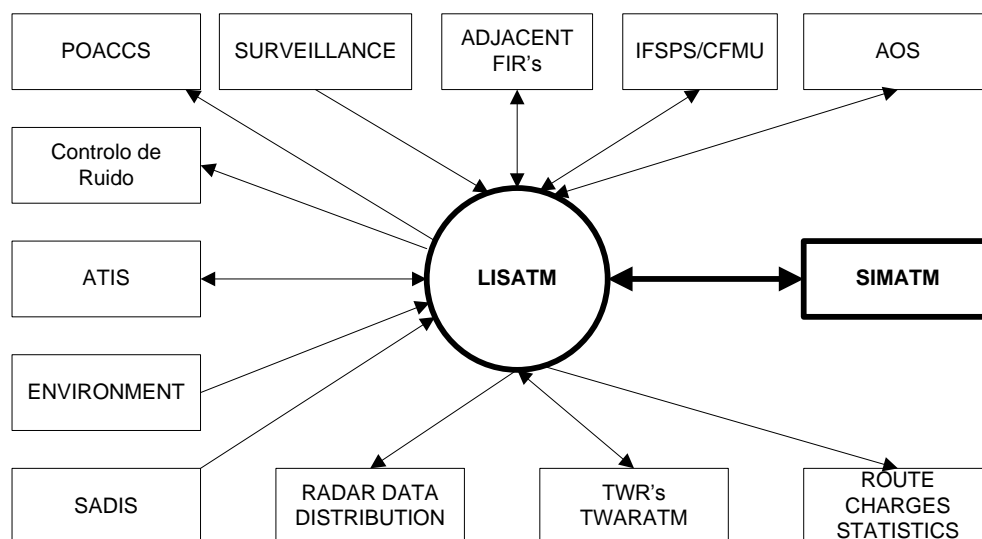 POACCS
SURVEILLANCE
ADJACENT
FIR's
IFSPS/CFMU
AOS
Controlo de
Ruido
ATIS
LISATM
SIMATM
ENVIRONMENT
SADIS
RADAR DATA
DISTRIBUTION
TWR's
TWARATM
ROUTE
CHARGES
STATISTICS